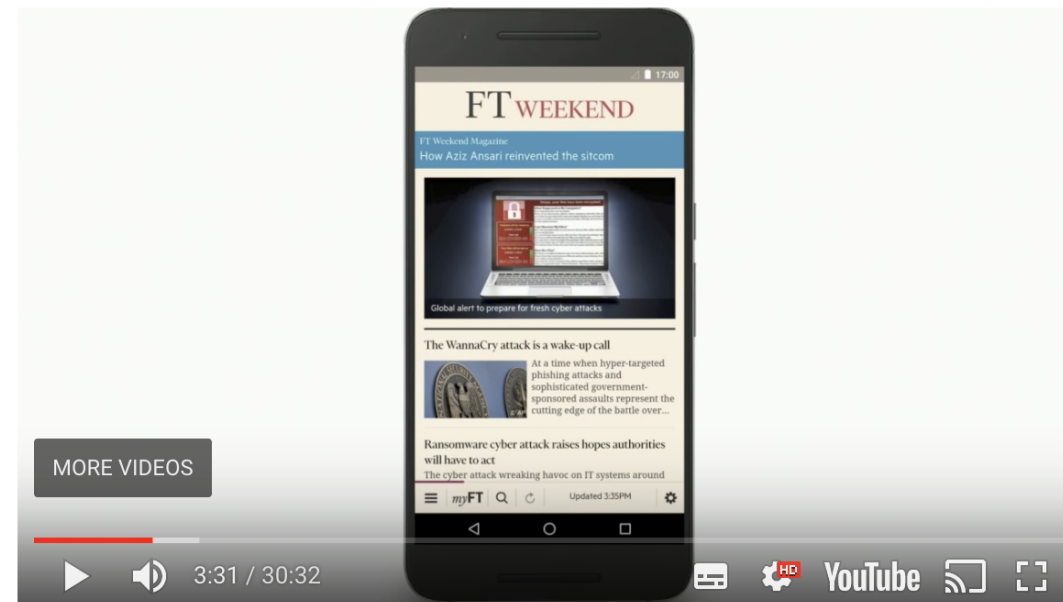 17:00
FT WEEKEND
FT Weekend Magazine
How Aziz Ansari reinvented the sitcom
Global alert to prepare for fresh cyber attacks
The WannaCry attack is a wake-up call
At a time when hyper-targeted
phishing attacks and
sophisticated government-
sponsored assaults represent the
cutting edge of the battle over...
Ransomware cyber attack raises hopes authorities
will have to act
The cyber attack wreaking havoc on IT systems around
myFT
Updated 3:35PM
MORE VIDEOS
3:31 / 30:32
HD
YouTube